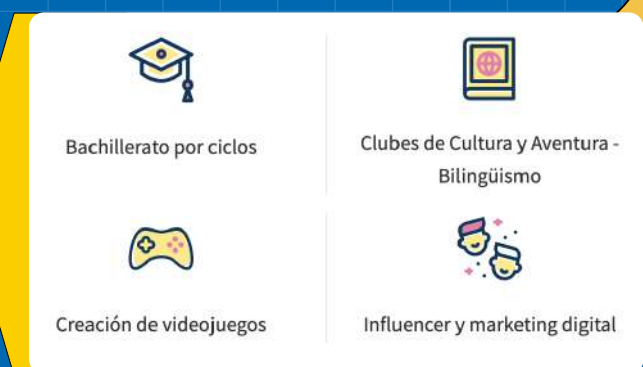 Bachillerato por ciclos
Clubes de Cultura y Aventura -
Bilingüismo
Creación de videojuegos
Influencer y marketing digital